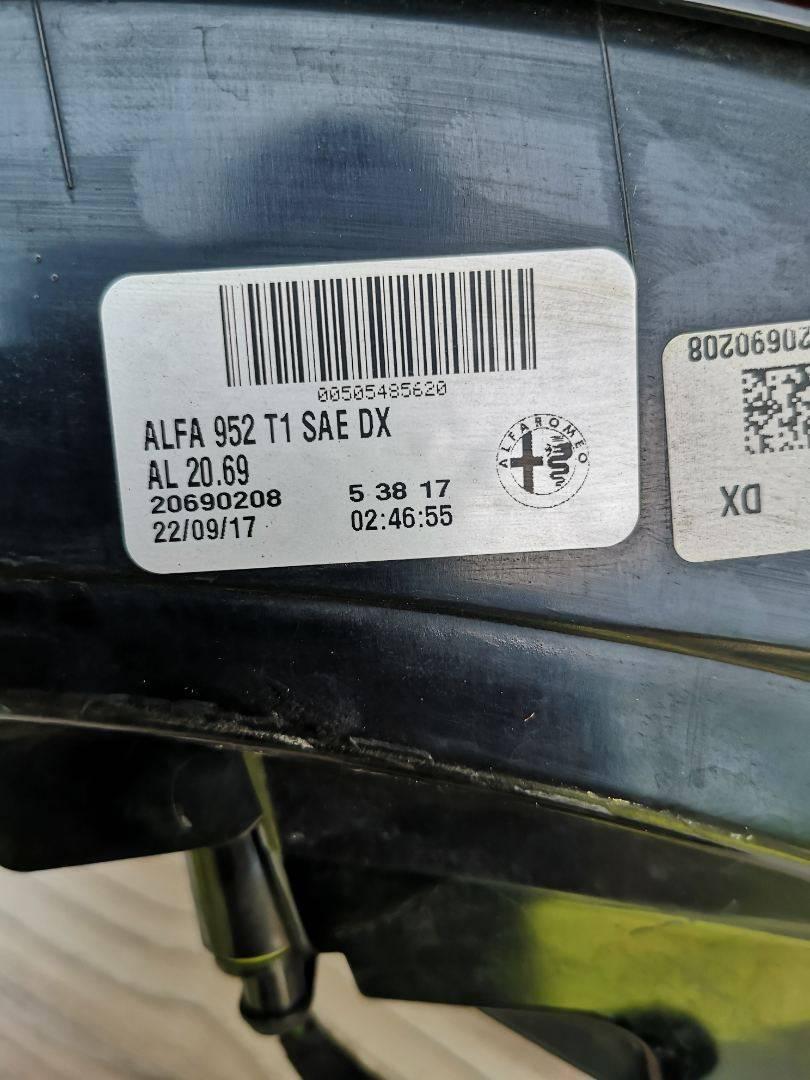 00505485620
ALFA 952 T1 SAE DX
AL 20.69
20690208 5 38 17
22/09/17 02:46:55
ALFA ROMEO
20690208
DX